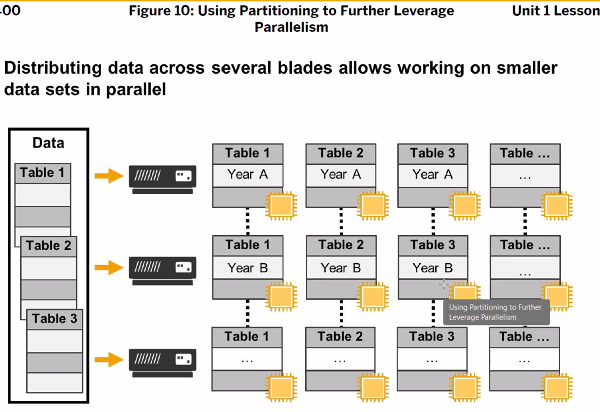 400
Figure 10: Using Partitioning to Further Leverage
Parallelism
Unit 1 Lesson
Distributing data across several blades allows working on smaller
data sets in parallel
Data
Table 1
Table 2
Table 3
Table 1
Table 2
Table 3
Table ...
Year A
Year A
Year A
...
Table 1
Table 2
Table 3
Table ...
Year B
Year B
Year B
...
Using Partitioning to Further
Leverage Parallelism
Table 1
Table 2
Table 3
Table ...
...
...
...
...